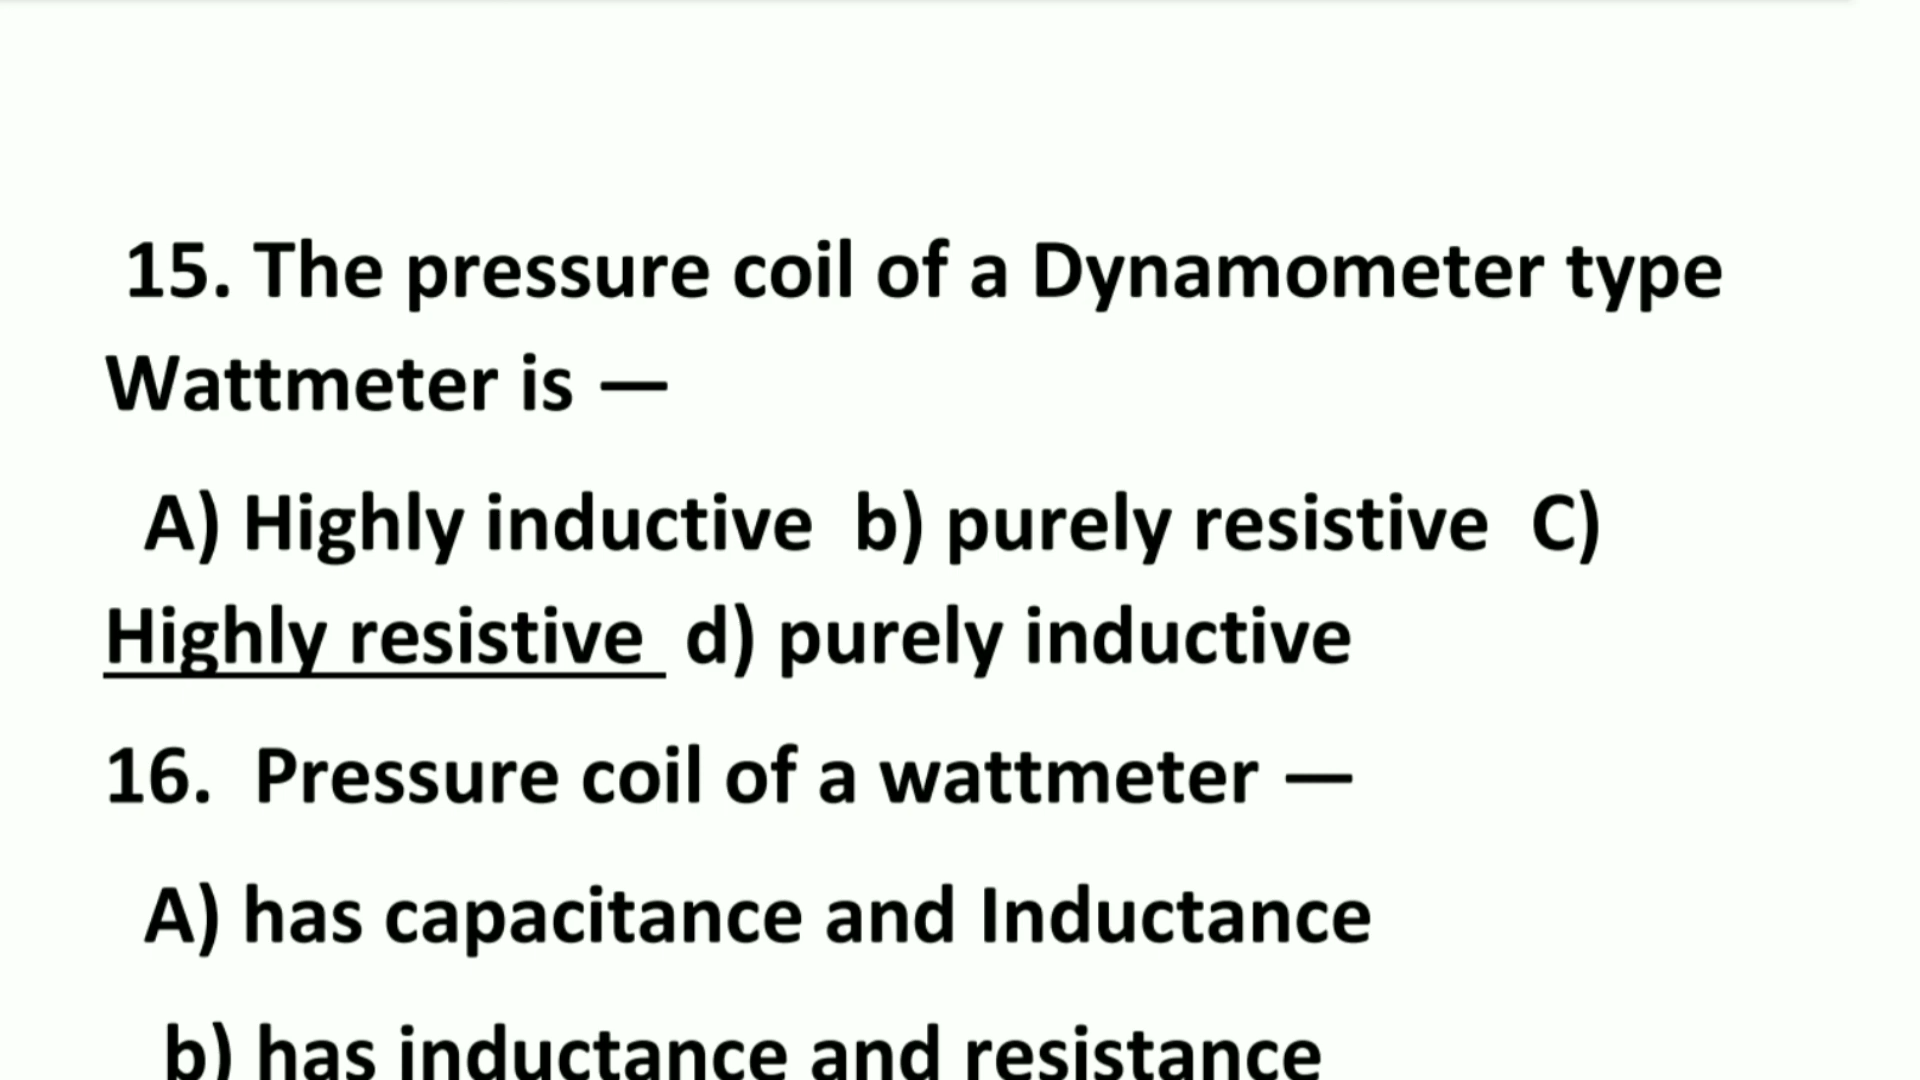 15. The pressure coil of a Dynamometer type
Wattmeter is —
A) Highly inductive b) purely resistive C)
Highly resistive d) purely inductive
16. Pressure coil of a wattmeter —
A) has capacitance and Inductance
b) has inductance and resistance